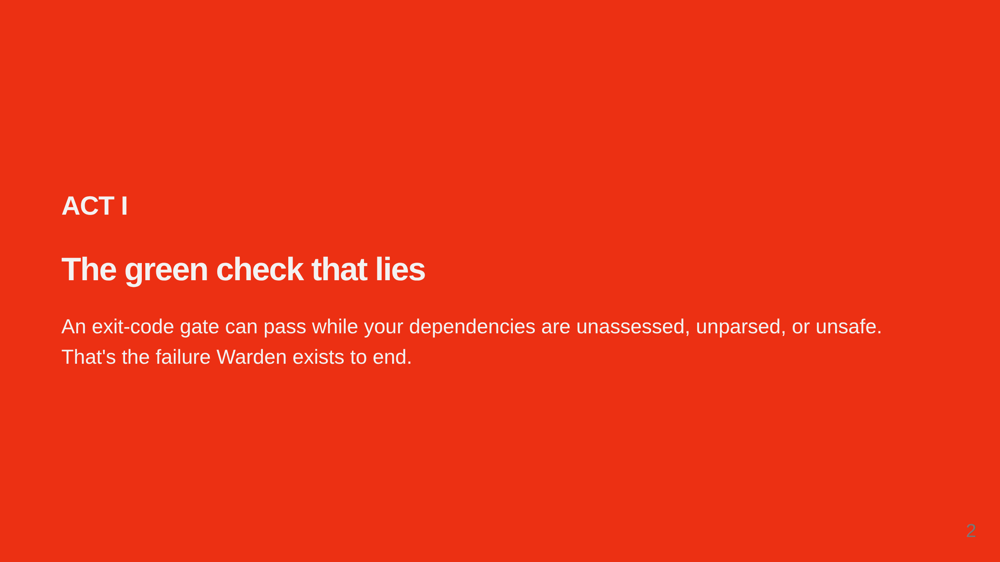 ACT I
The green check that lies
An exit-code gate can pass while your dependencies are unassessed, unparsed, or unsafe.
That's the failure Warden exists to end.
2